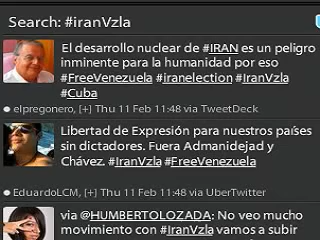 Search: #iranVzla
El desarrollo nuclear de #IRAN es un peligro
inminente para la humanidad por eso
#FreeVenezuela #iranelection #IranVzla
#Cuba
elpregonero, [+] Thu 11 Feb 11:48 via TweetDeck
Libertad de Expresión para nuestros países
sin dictadores. Fuera Admanidejad y
Chávez. #IranVzla #FreeVenezuela
EduardoLCM, [+] Thu 11 Feb 11:48 via UberTwitter
via @HUMBERTOLOZADA: No veo mucho
movimiento con #IranVzla vamos a subir